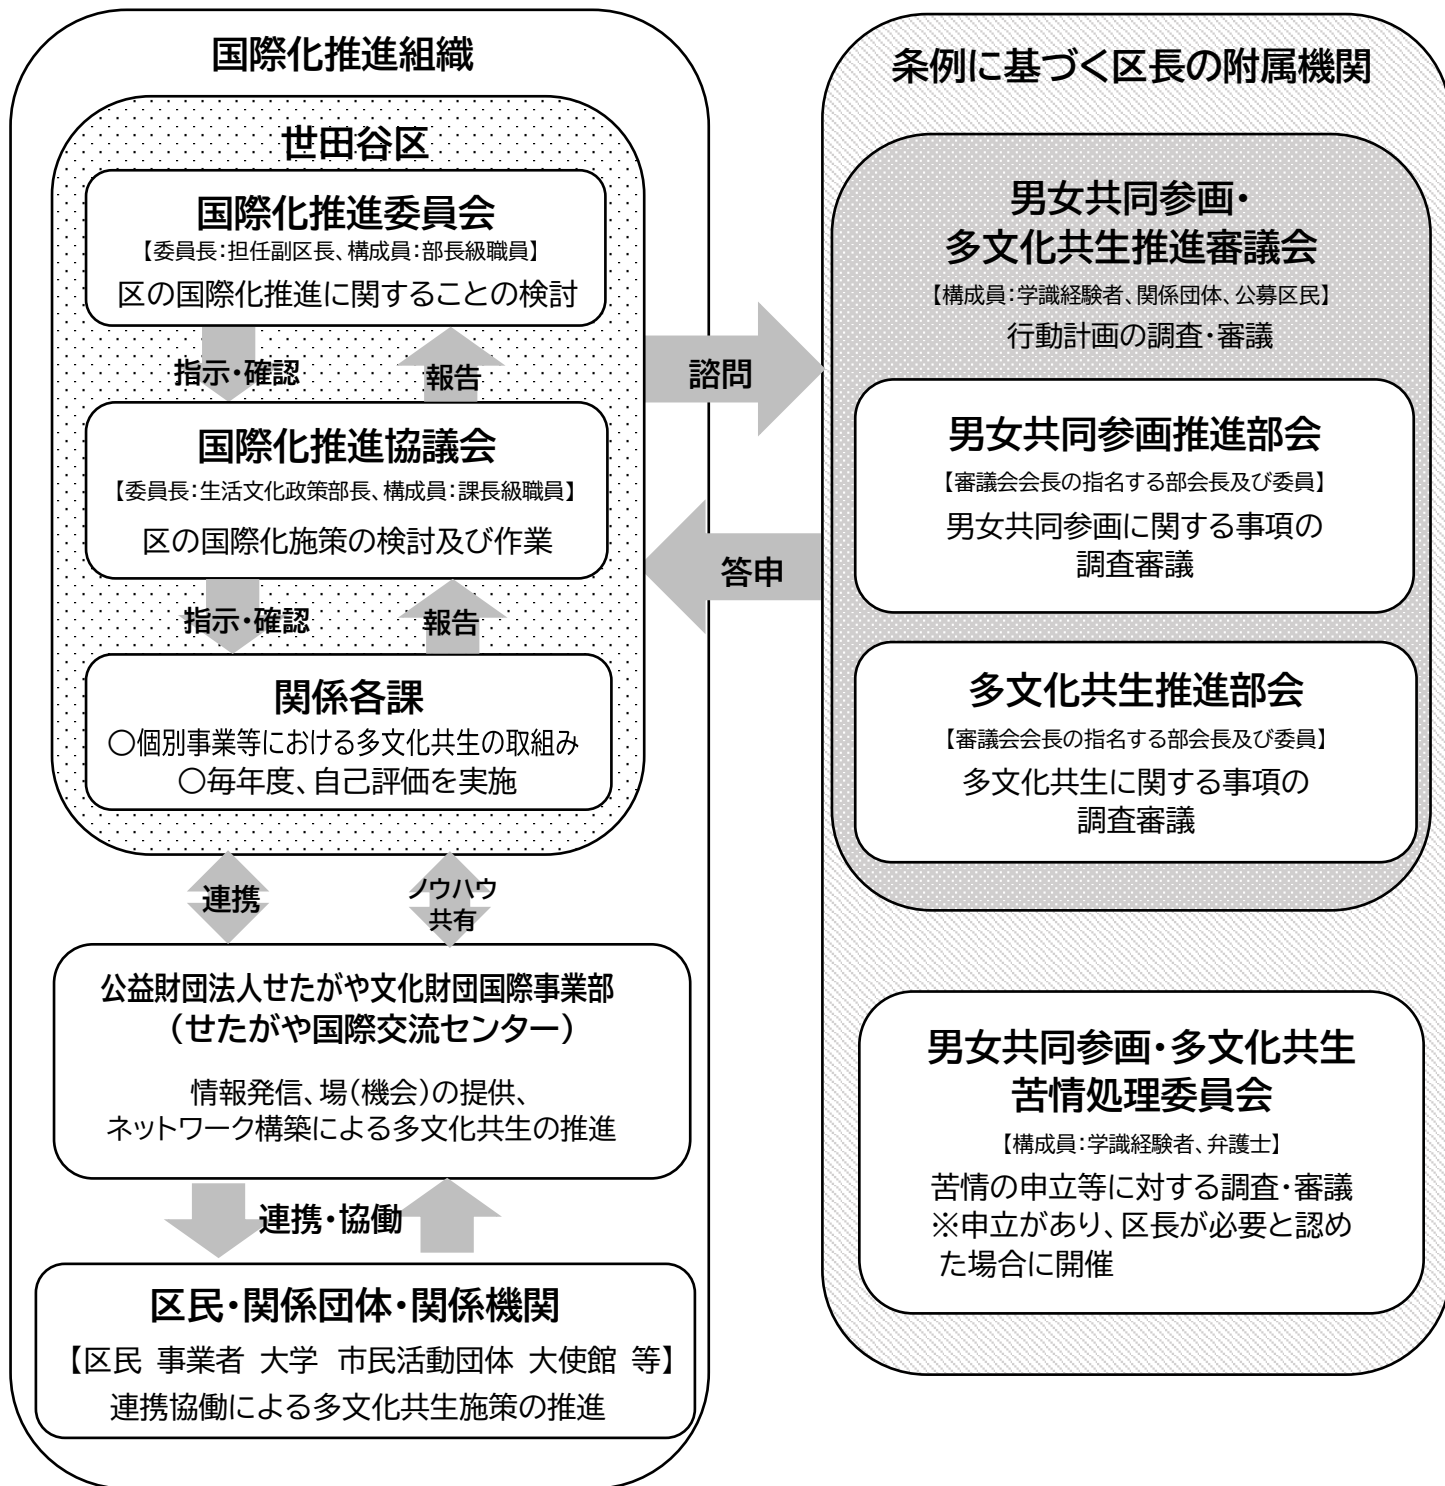 国際化推進組織
世田谷区
国際化推進委員会
【委員長：担任副区長、構成員：部長級職員】
区の国際化推進に関することの検討
指示・確認
報告
国際化推進協議会
【委員長：生活文化政策部長、構成員：課長級職員】
区の国際化施策の検討及び作業
指示・確認
報告
関係各課
○個別事業等における多文化共生の取組み
○毎年度、自己評価を実施
連携
ノウハウ
共有
公益財団法人せたがや文化財団国際事業部
（せたがや国際交流センター）
情報発信、場（機会）の提供、
ネットワーク構築による多文化共生の推進
連携・協働
区民・関係団体・関係機関
【区民 事業者 大学 市民活動団体 大使館 等】
連携協働による多文化共生施策の推進
諮問
答申
条例に基づく区長の附属機関
男女共同参画・
多文化共生推進審議会
【構成員：学識経験者、関係団体、公募区民】
行動計画の調査・審議
男女共同参画推進部会
【審議会会長の指名する部会長及び委員】
男女共同参画に関する事項の
調査審議
多文化共生推進部会
【審議会会長の指名する部会長及び委員】
多文化共生に関する事項の
調査審議
男女共同参画・多文化共生
苦情処理委員会
【構成員：学識経験者、弁護士】
苦情の申立等に対する調査・審議
※申立があり、区長が必要と認め
た場合に開催